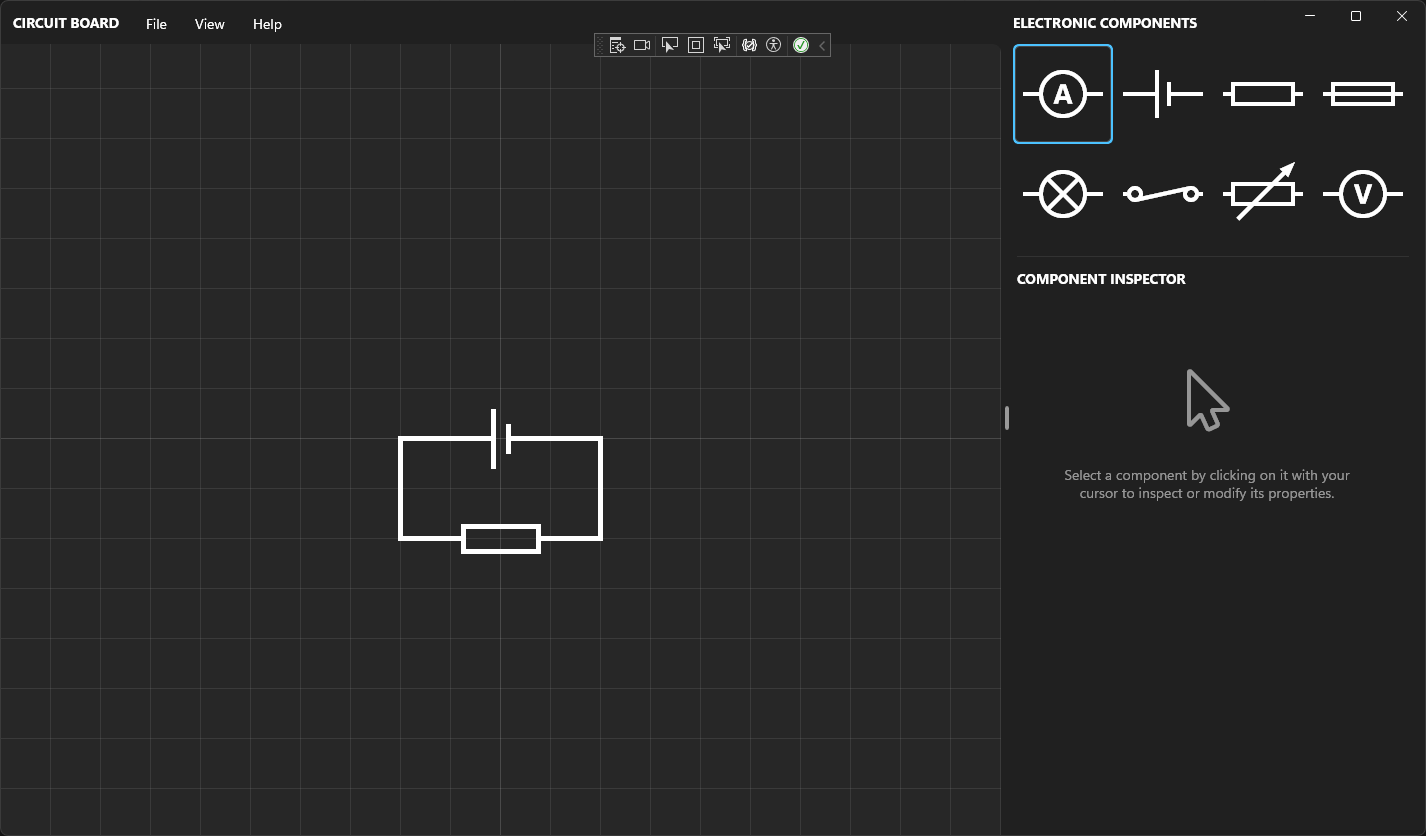 CIRCUIT BOARD File View Help
ELECTRONIC COMPONENTS
A
V
COMPONENT INSPECTOR
Select a component by clicking on it with your
cursor to inspect or modify its properties.